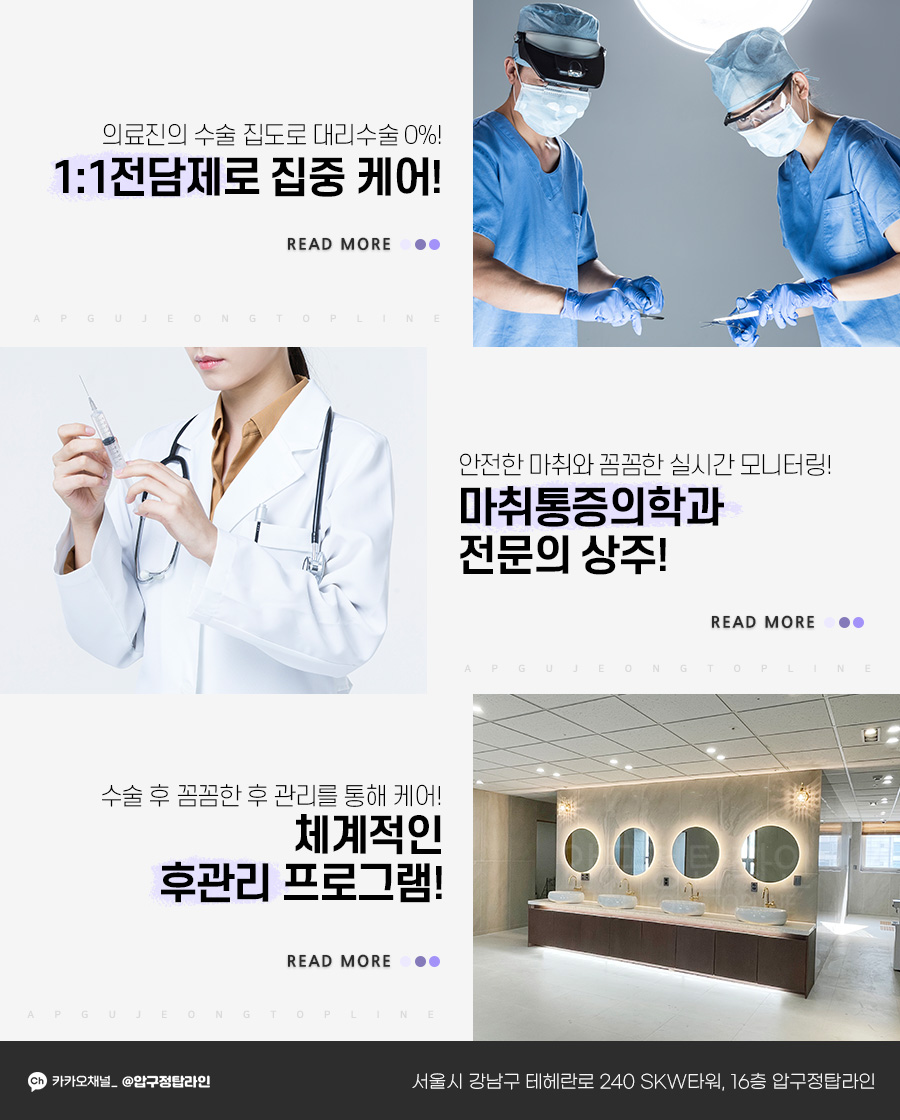 의료진의 수술 집도로 대리수술 0%!
1:1전담제로 집중 케어!
READ MORE
APGUJEONGTOPLINE
안전한 마취와 꼼꼼한 실시간 모니터링!
마취통증의학과
전문의 상주!
READ MORE
APGUJEONGTOPLINE
수술 후 꼼꼼한 후 관리를 통해 케어!
체계적인
후관리 프로그램!
READ MORE
APGUJEONGTOPLINE
Ch 카카오채널_ @압구정탑라인
서울시 강남구 테헤란로 240 SKW타워, 16층 압구정탑라인